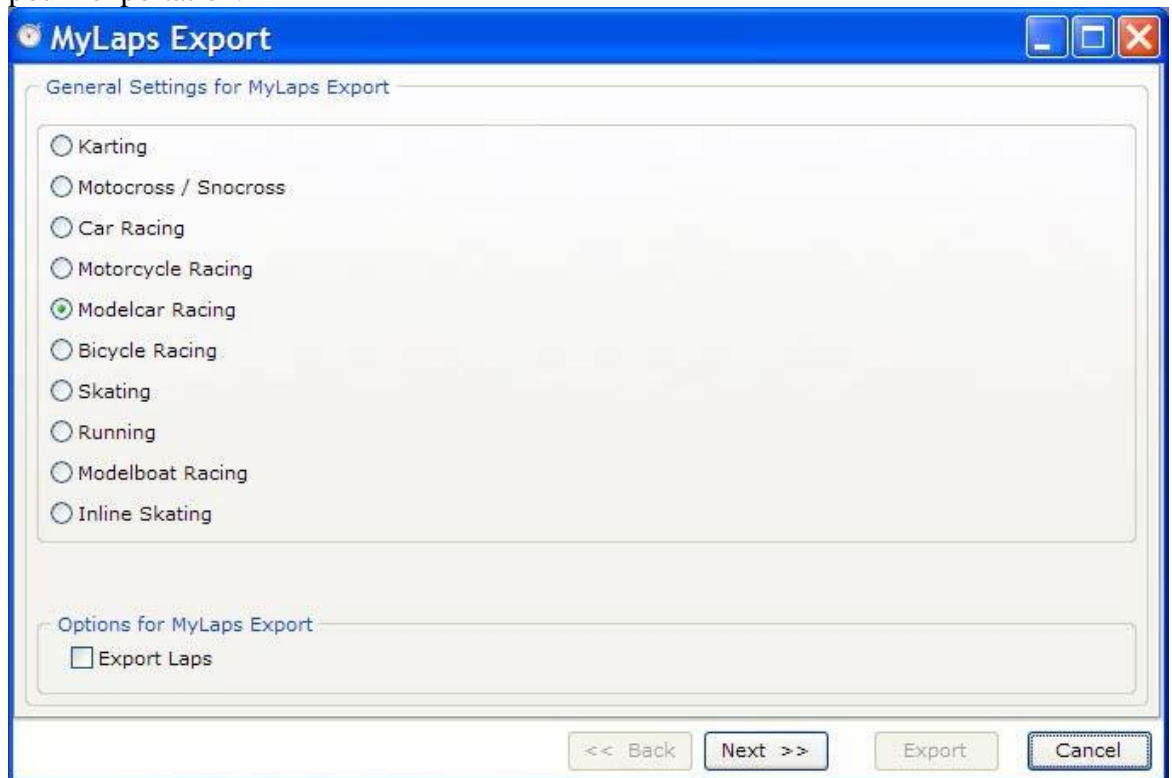 MyLaps Export
General Settings for MyLaps Export
Karting
Motocross / Snocross
Car Racing
Motorcycle Racing
Modelcar Racing
Bicycle Racing
Skating
Running
Modelboat Racing
Inline Skating
Options for MyLaps Export
Export Laps
<< Back Next >> Export Cancel